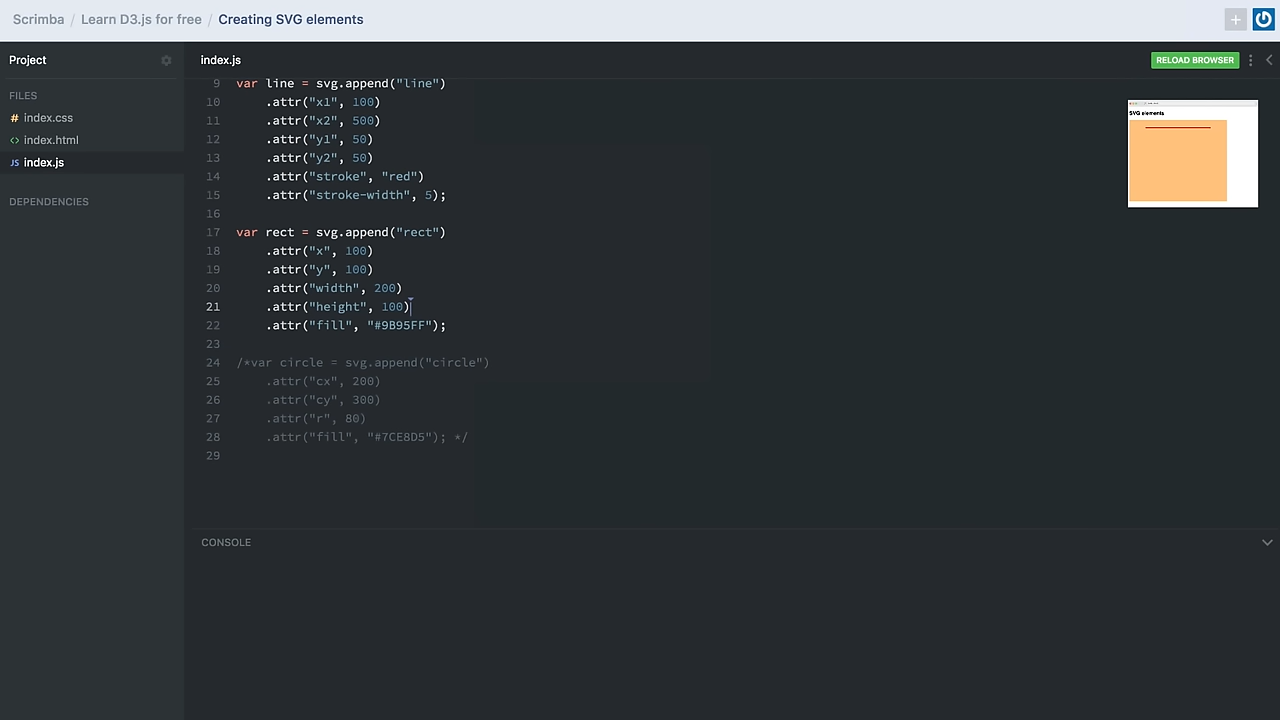 Scrimba / Learn D3.js for free / Creating SVG elements
Project
index.js
RELOAD BROWSER
FILES
# index.css
<> index.html
JS index.js
DEPENDENCIES
9 var line = svg.append("line")
10 .attr("x1", 100)
11 .attr("x2", 500)
12 .attr("y1", 50)
13 .attr("y2", 50)
14 .attr("stroke", "red")
15 .attr("stroke-width", 5);
16
17 var rect = svg.append("rect")
18 .attr("x", 100)
19 .attr("y", 100)
20 .attr("width", 200)
21 .attr("height", 100)
22 .attr("fill", "#9B95FF");
23
24 /*var circle = svg.append("circle")
25 .attr("cx", 200)
26 .attr("cy", 300)
27 .attr("r", 80)
28 .attr("fill", "#7CE8D5"); */
29
SVG elements
CONSOLE